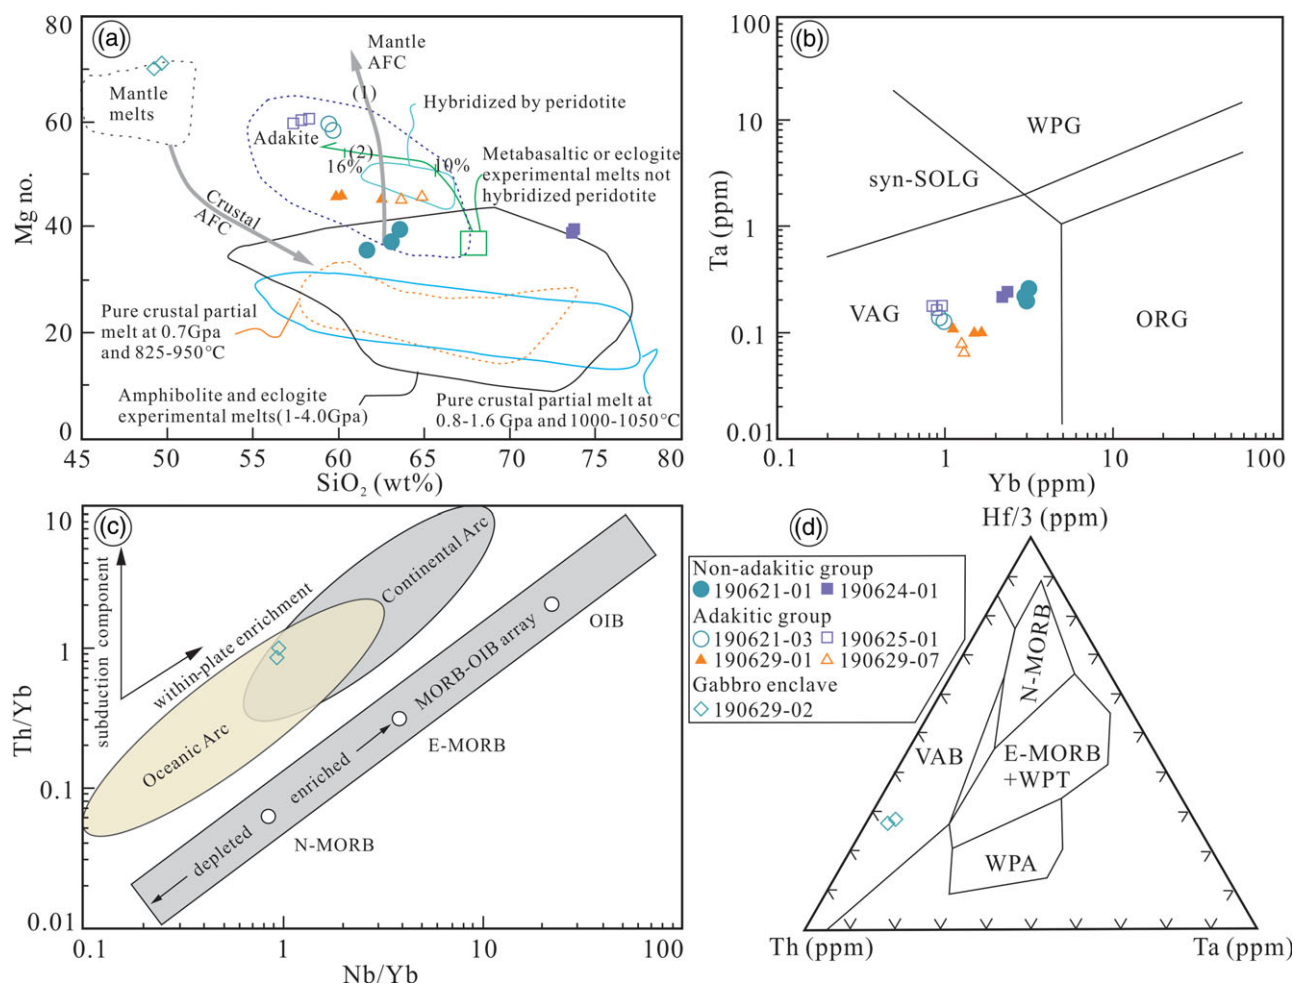 (a)
80
60
40
20
0
Mg no.
45
50
55
60
65
70
75
80
SiO₂ (wt%)
Mantle
melts
Mantle
AFC
(1)
Hybridized by peridotite
Adakite
(2)
16%
10%
Metabasaltic or eclogite
experimental melts not
hybridized peridotite
Crustal
AFC
Pure crustal partial
melt at 0.7Gpa
and 825-950°C
Amphibolite and eclogite
experimental melts(1-4.0Gpa)
Pure crustal partial melt at
0.8-1.6 Gpa and 1000-1050°C
(b)
100
10
1
0.1
0.01
Ta (ppm)
0.1
1
10
100
Yb (ppm)
WPG
syn-SOLG
VAG
ORG
(c)
10
1
0.1
0.01
Th/Yb
0.1
1
10
100
Nb/Yb
subduction component
within-plate enrichment
Continental Arc
Oceanic Arc
MORB-OIB array
OIB
E-MORB
enriched
N-MORB
depleted
(d)
Hf/3 (ppm)
Non-adakitic group
190621-01 190624-01
Adakitic group
190621-03 190625-01
190629-01 190629-07
Gabbro enclave
190629-02
N-MORB
VAB
E-MORB
+WPT
WPA
Th (ppm)
Ta (ppm)